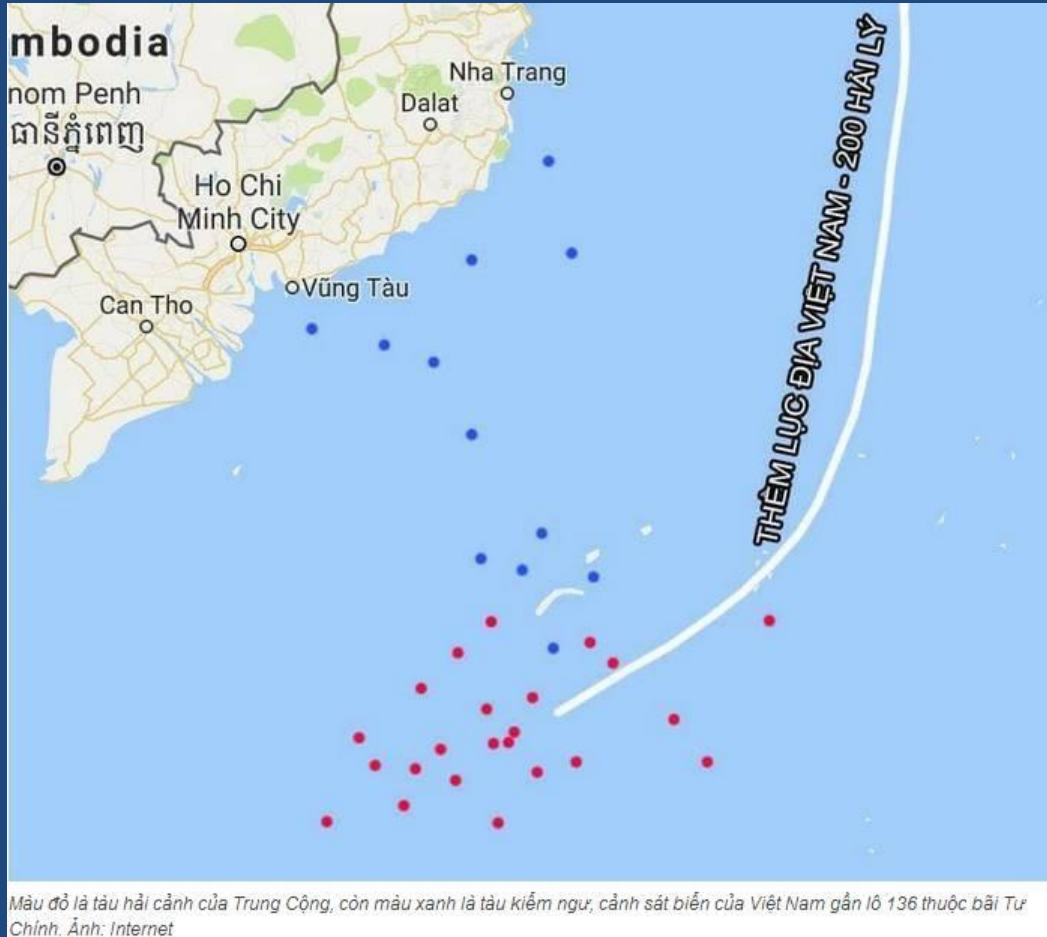 mbodia
nom Penh
ធានីភ្នំពេញ
Nha Trang
Dalat
Ho Chi
Minh City
Vũng Tàu
Can Tho
THỀM LỤC ĐỊA VIỆT NAM - 200 HẢI LÝ
Màu đỏ là tàu hải cảnh của Trung Cộng, còn màu xanh là tàu kiểm ngư, cảnh sát biển của Việt Nam gần lô 136 thuộc bãi Tư
Chính. Ảnh: Internet